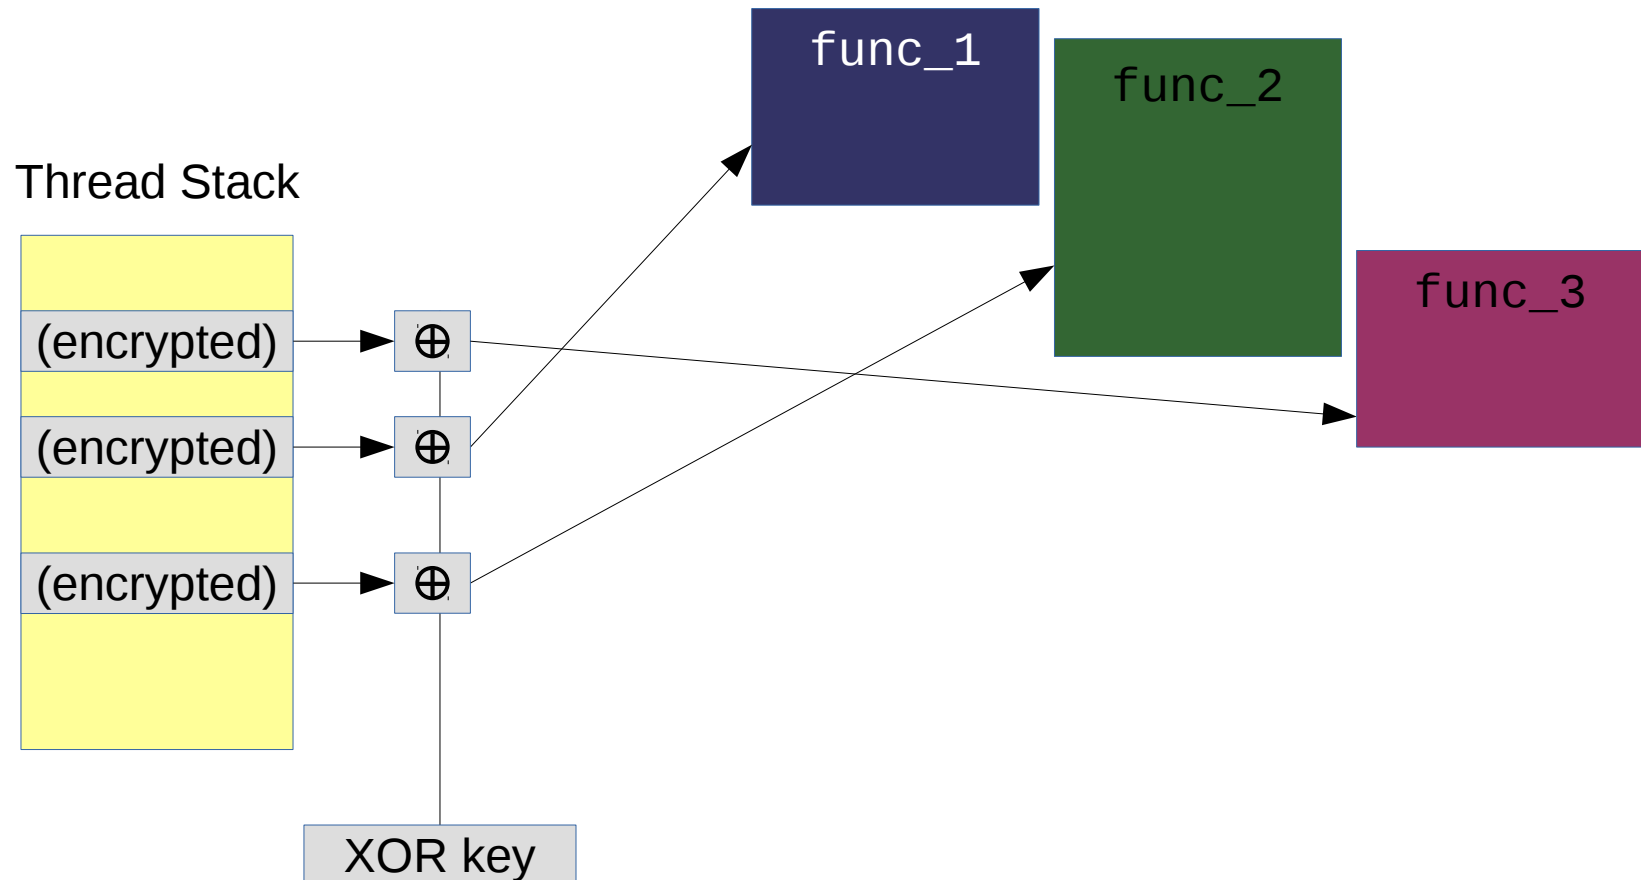 func_1
func_2
Thread Stack
func_3
(encrypted) ⊕
(encrypted) ⊕
(encrypted) ⊕
XOR key